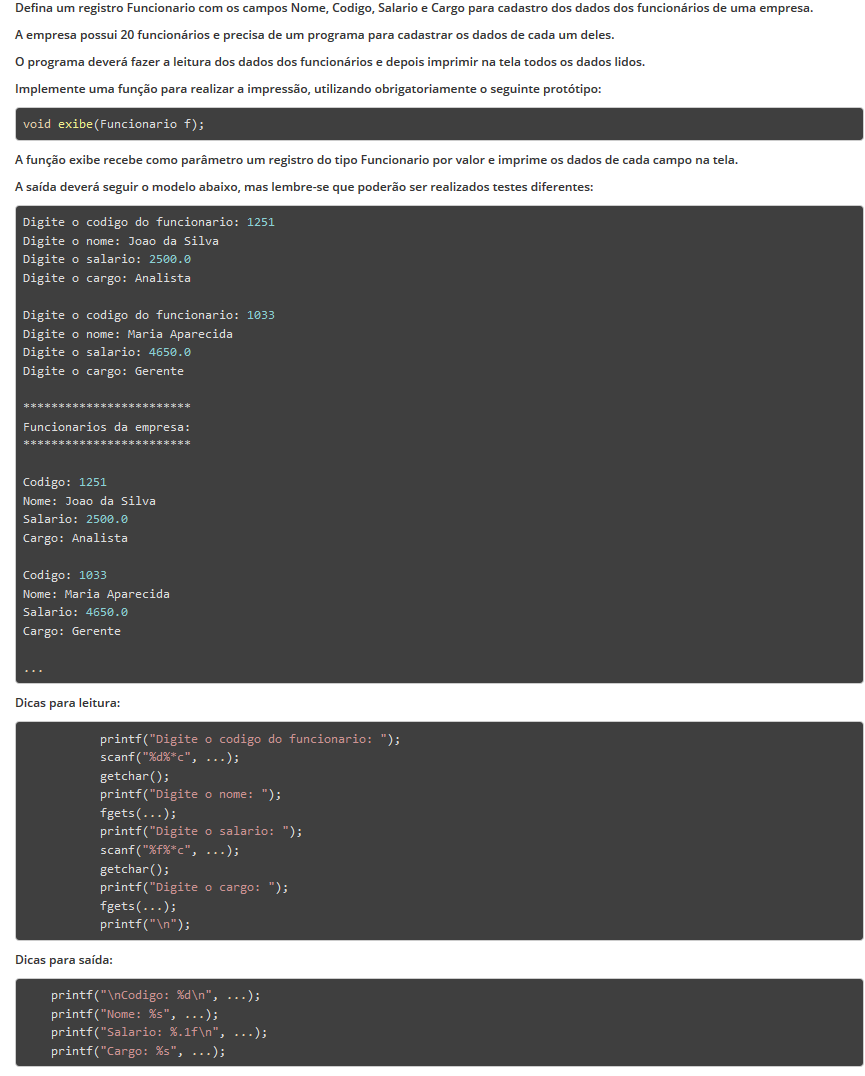 Defina um registro Funcionario com os campos Nome, Codigo, Salario e Cargo para cadastro dos dados dos funcionários de uma empresa.
A empresa possui 20 funcionários e precisa de um programa para cadastrar os dados de cada um deles.
O programa deverá fazer a leitura dos dados dos funcionários e depois imprimir na tela todos os dados lidos.
Implemente uma função para realizar a impressão, utilizando obrigatoriamente o seguinte protótipo:
void exibe(Funcionario f);
A função exibe recebe como parâmetro um registro do tipo Funcionario por valor e imprime os dados de cada campo na tela.
A saída deverá seguir o modelo abaixo, mas lembre-se que poderão ser realizados testes diferentes:
Digite o codigo do funcionario: 1251
Digite o nome: Joao da Silva
Digite o salario: 2500.0
Digite o cargo: Analista
Digite o codigo do funcionario: 1033
Digite o nome: Maria Aparecida
Digite o salario: 4650.0
Digite o cargo: Gerente
************************
Funcionarios da empresa:
************************
Codigo: 1251
Nome: Joao da Silva
Salario: 2500.0
Cargo: Analista
Codigo: 1033
Nome: Maria Aparecida
Salario: 4650.0
Cargo: Gerente
...
Dicas para leitura:
printf("Digite o codigo do funcionario: ");
scanf("%d%*c", ...);
getchar();
printf("Digite o nome: ");
fgets(...);
printf("Digite o salario: ");
scanf("%f%*c", ...);
getchar();
printf("Digite o cargo: ");
fgets(...);
printf("\n");
Dicas para saída:
printf("\nCodigo: %d\n", ...);
printf("Nome: %s", ...);
printf("Salario: %.1f\n", ...);
printf("Cargo: %s", ...);